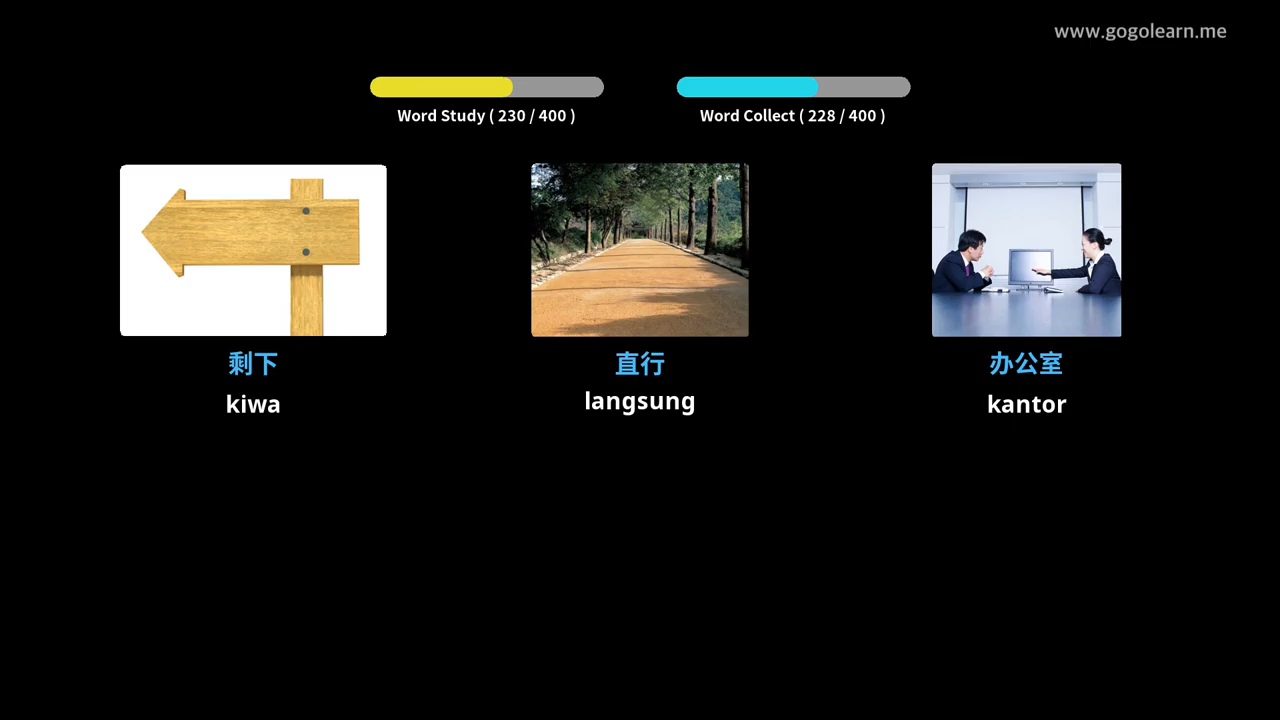 www.gogolearn.me
Word Study ( 230 / 400 )
Word Collect ( 228 / 400 )
剩下
kiwa
直行
langsung
办公室
kantor